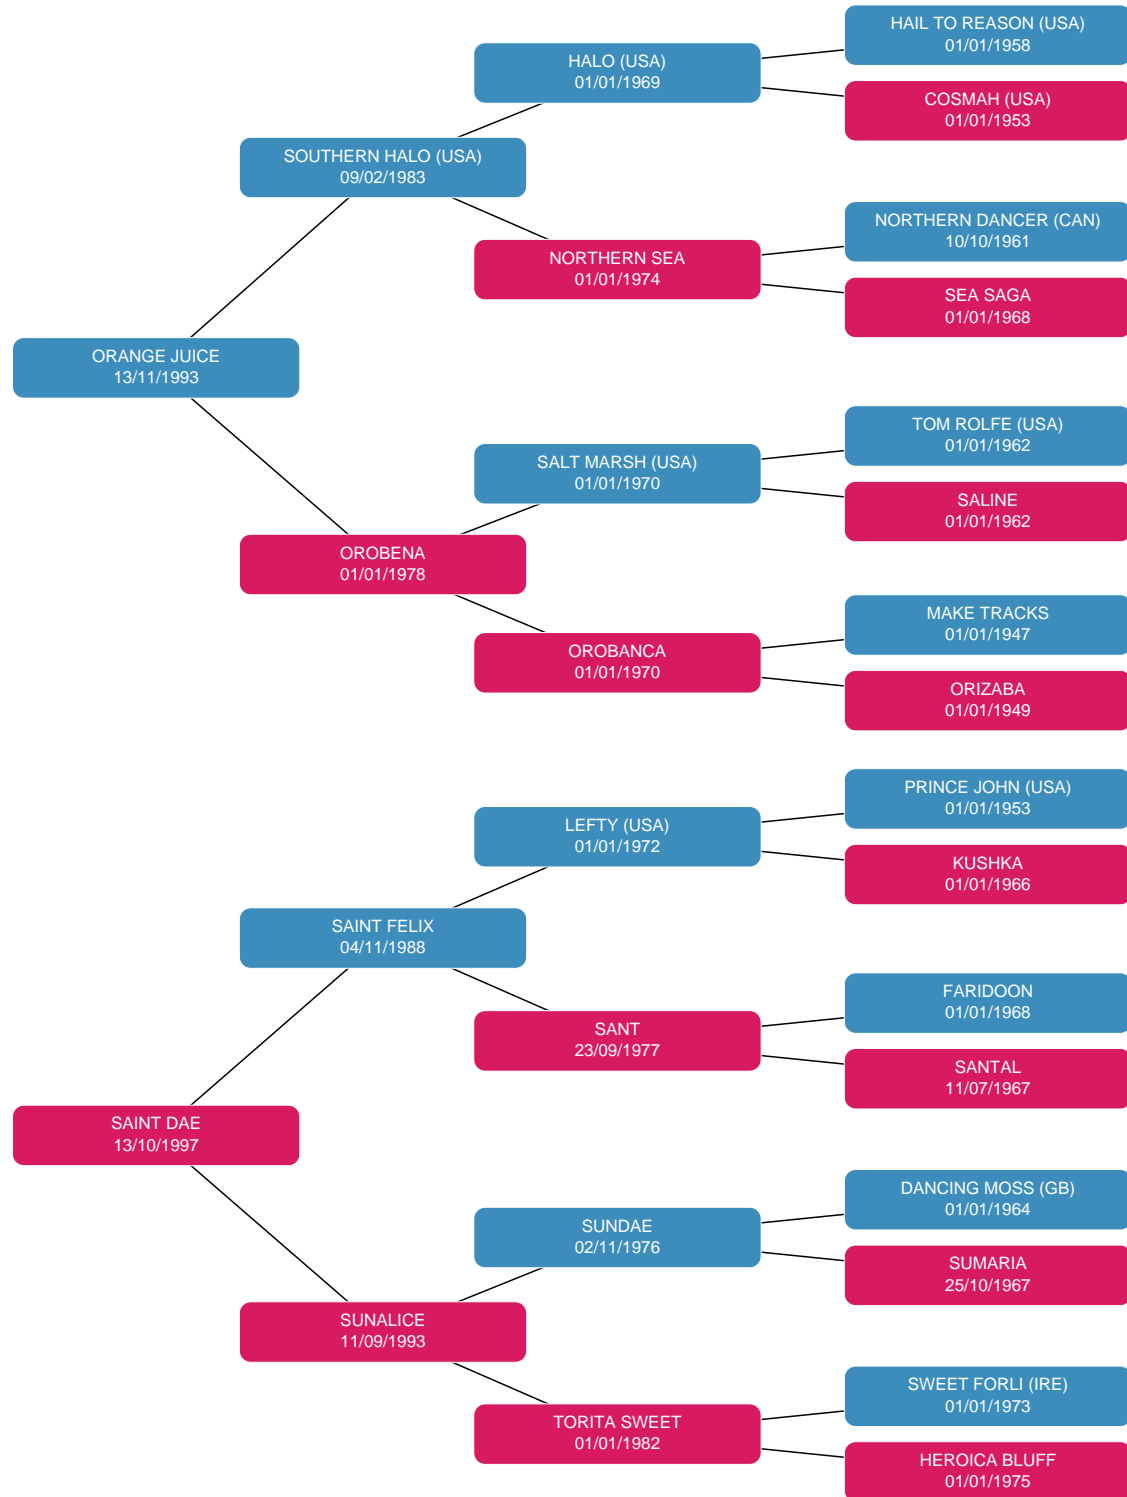 HAIL TO REASON (USA)
01/01/1958
HALO (USA)
01/01/1969
COSMAH (USA)
01/01/1953
SOUTHERN HALO (USA)
09/02/1983
NORTHERN DANCER (CAN)
10/10/1961
NORTHERN SEA
01/01/1974
SEA SAGA
01/01/1968
ORANGE JUICE
13/11/1993
TOM ROLFE (USA)
01/01/1962
SALT MARSH (USA)
01/01/1970
SALINE
01/01/1962
OROBENA
01/01/1978
MAKE TRACKS
01/01/1947
OROBANCA
01/01/1970
ORIZABA
01/01/1949
PRINCE JOHN (USA)
01/01/1953
LEFTY (USA)
01/01/1972
KUSHKA
01/01/1966
SAINT FELIX
04/11/1988
FARIDOON
01/01/1968
SANT
23/09/1977
SANTAL
11/07/1967
SAINT DAE
13/10/1997
DANCING MOSS (GB)
01/01/1964
SUNDAE
02/11/1976
SUMARIA
25/10/1967
SUNALICE
11/09/1993
SWEET FORLI (IRE)
01/01/1973
TORITA SWEET
01/01/1982
HEROICA BLUFF
01/01/1975